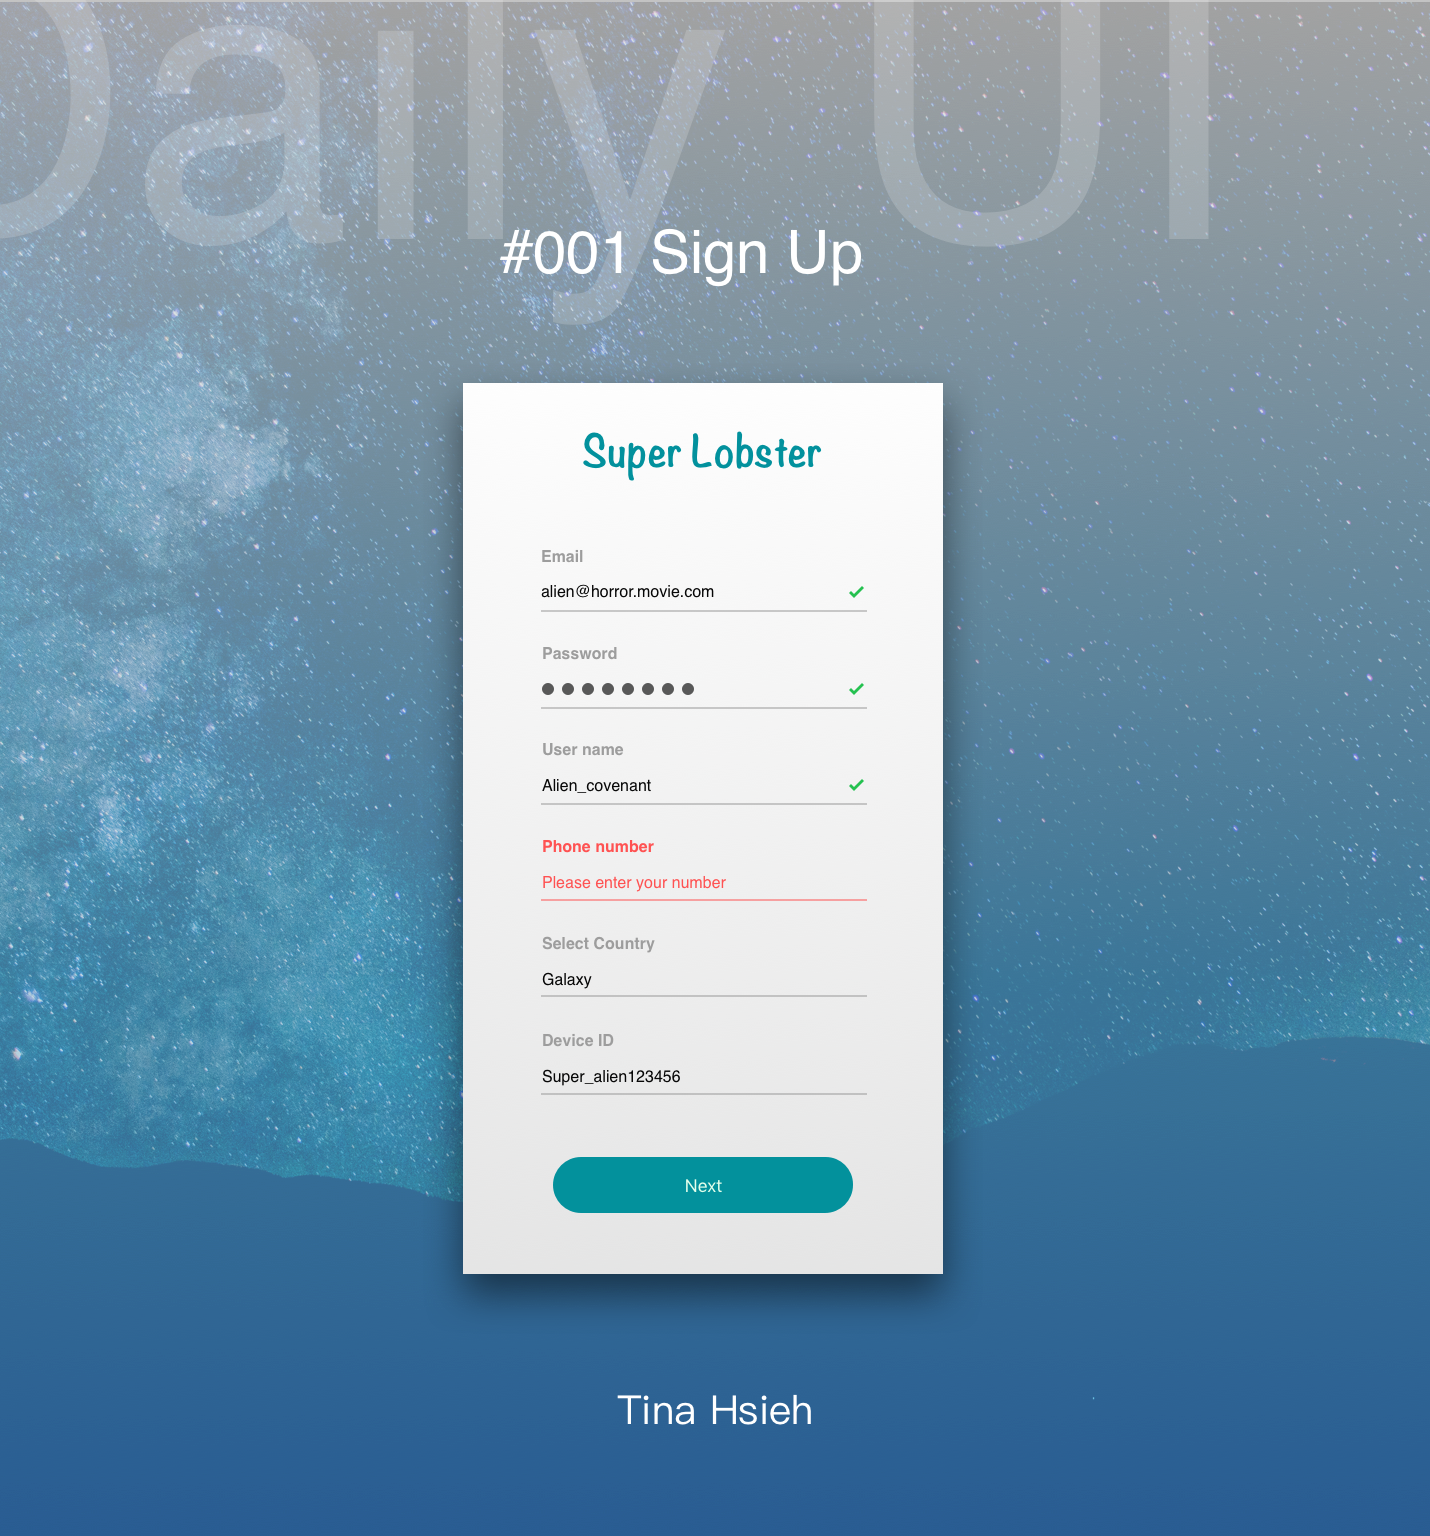 Daily UI
#001 Sign Up
Super Lobster
Email
alien@horror.movie.com
Password
User name
Alien_covenant
Phone number
Please enter your number
Select Country
Galaxy
Device ID
Super_alien123456
Next
Tina Hsieh